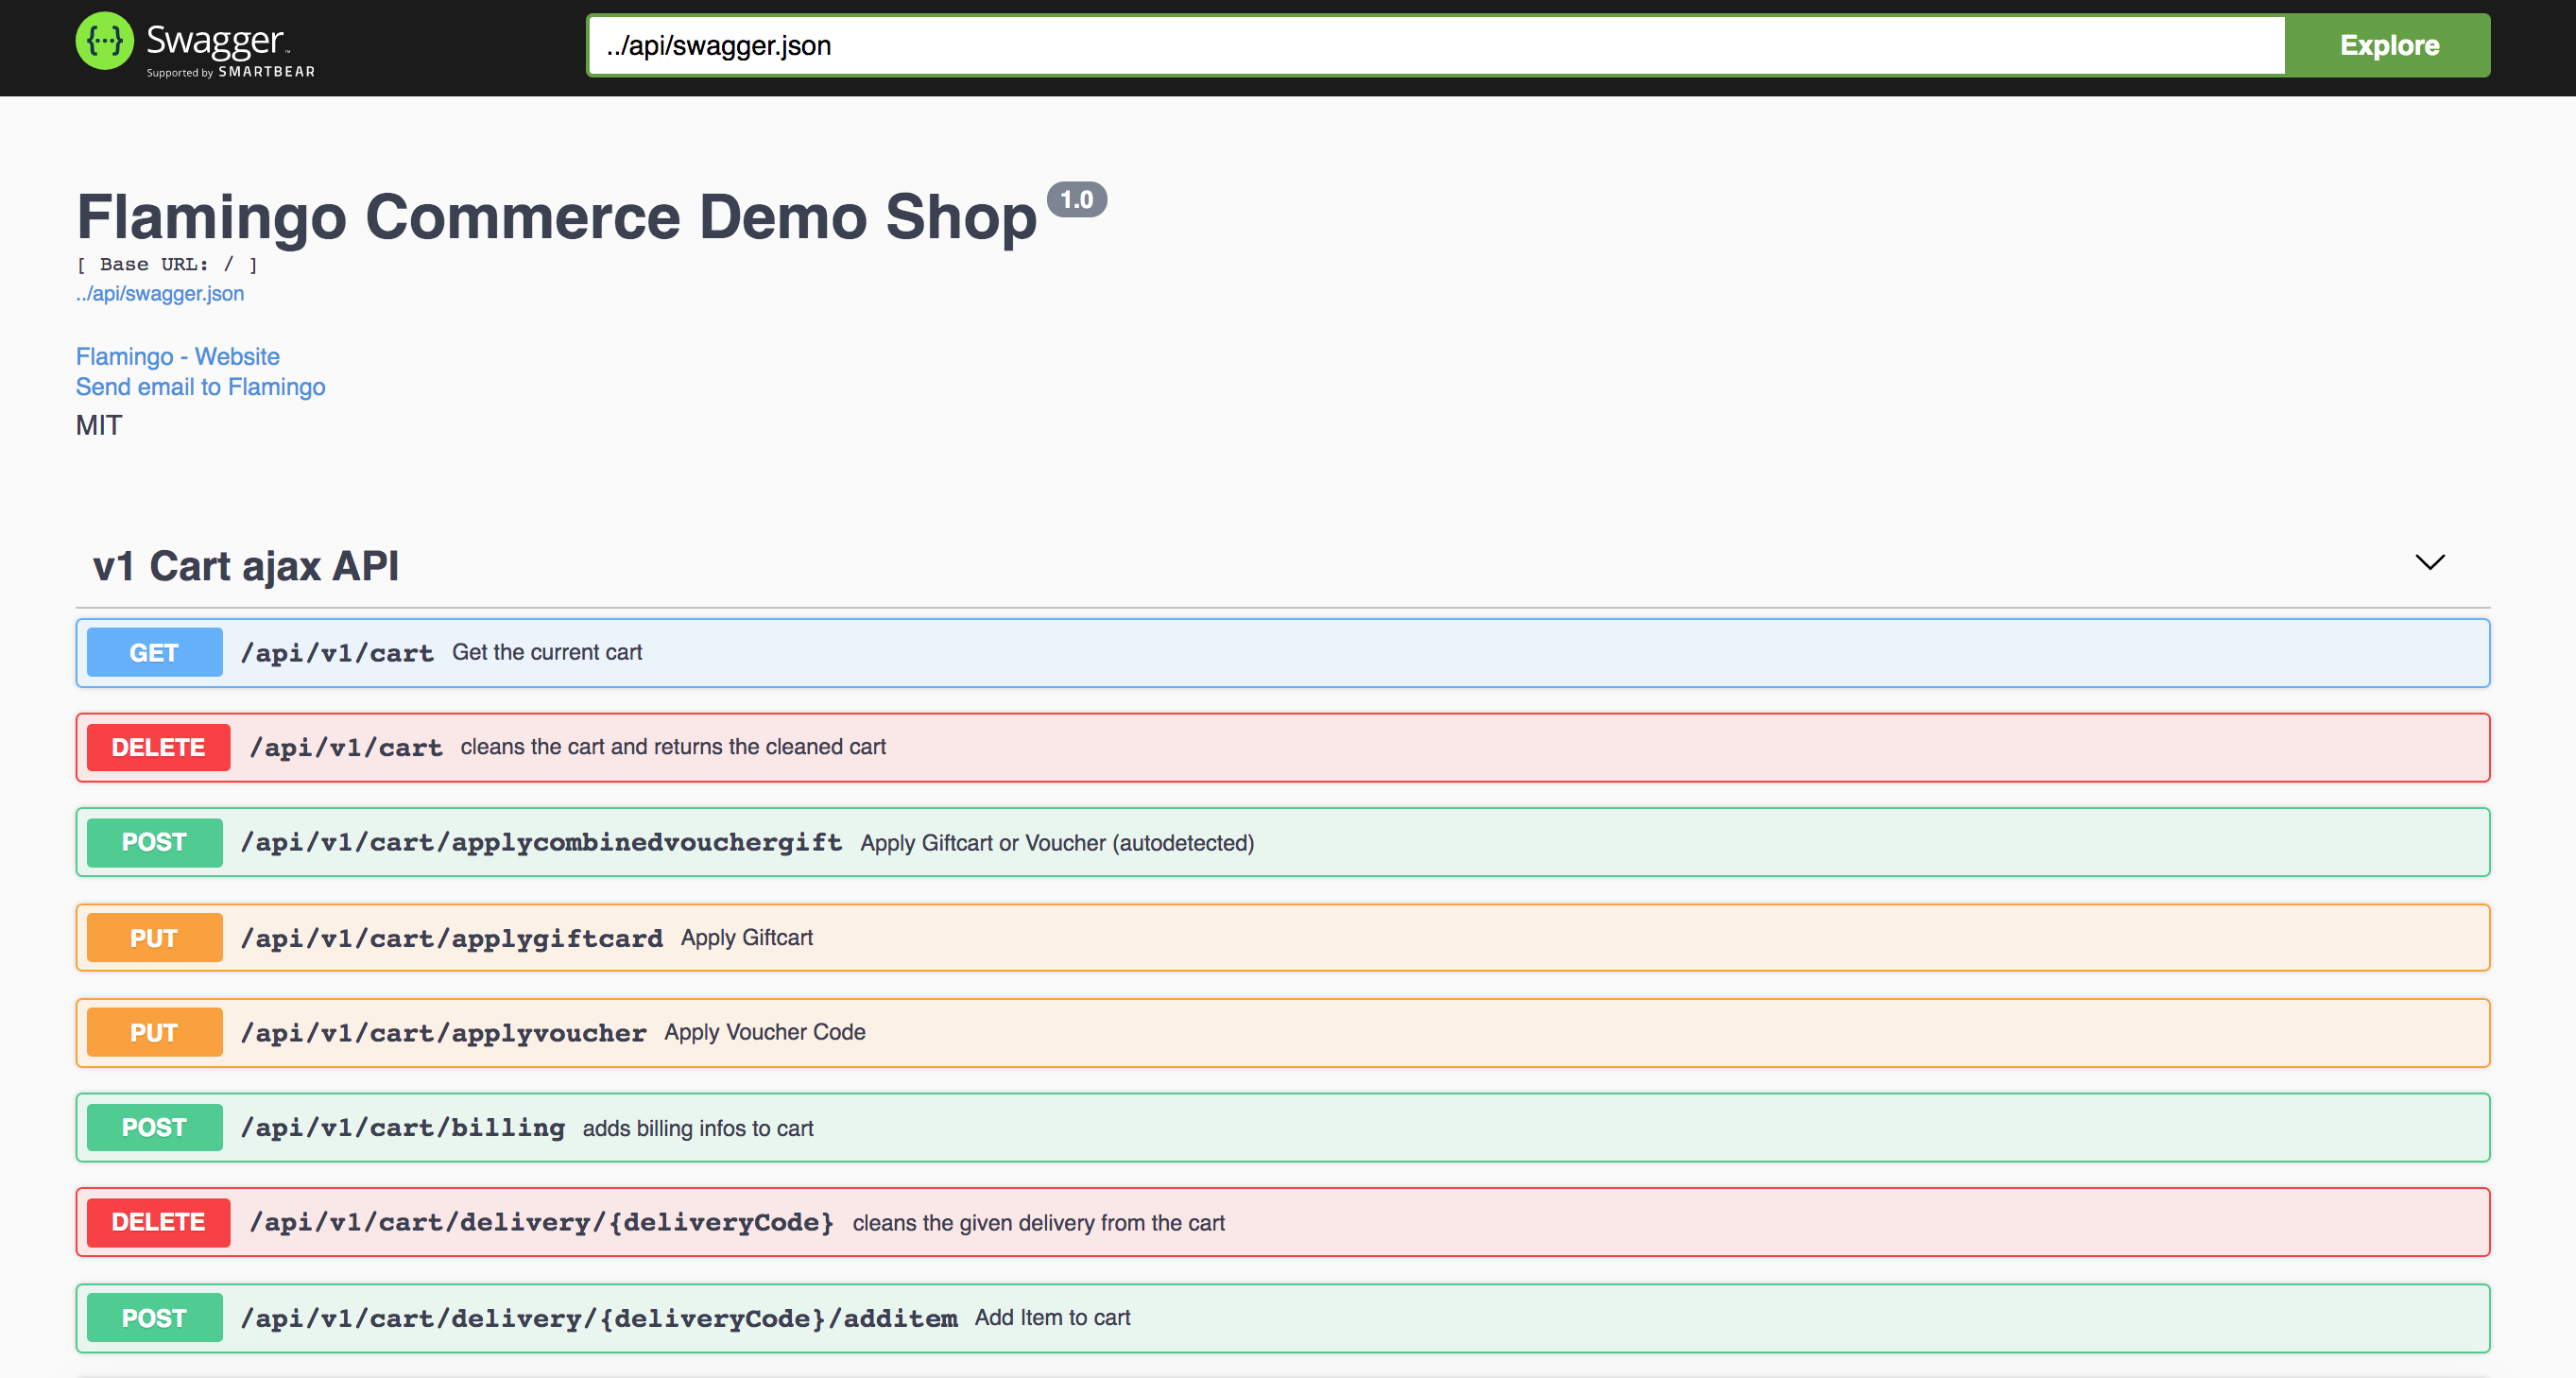 {···} Swagger™
Supported by SMARTBEAR
../api/swagger.json
Explore
Flamingo Commerce Demo Shop 1.0
[ Base URL: / ]
../api/swagger.json
Flamingo - Website
Send email to Flamingo
MIT
v1 Cart ajax API
GET /api/v1/cart Get the current cart
DELETE /api/v1/cart cleans the cart and returns the cleaned cart
POST /api/v1/cart/applycombinedvouchergift Apply Giftcart or Voucher (autodetected)
PUT /api/v1/cart/applygiftcard Apply Giftcart
PUT /api/v1/cart/applyvoucher Apply Voucher Code
POST /api/v1/cart/billing adds billing infos to cart
DELETE /api/v1/cart/delivery/{deliveryCode} cleans the given delivery from the cart
POST /api/v1/cart/delivery/{deliveryCode}/additem Add Item to cart